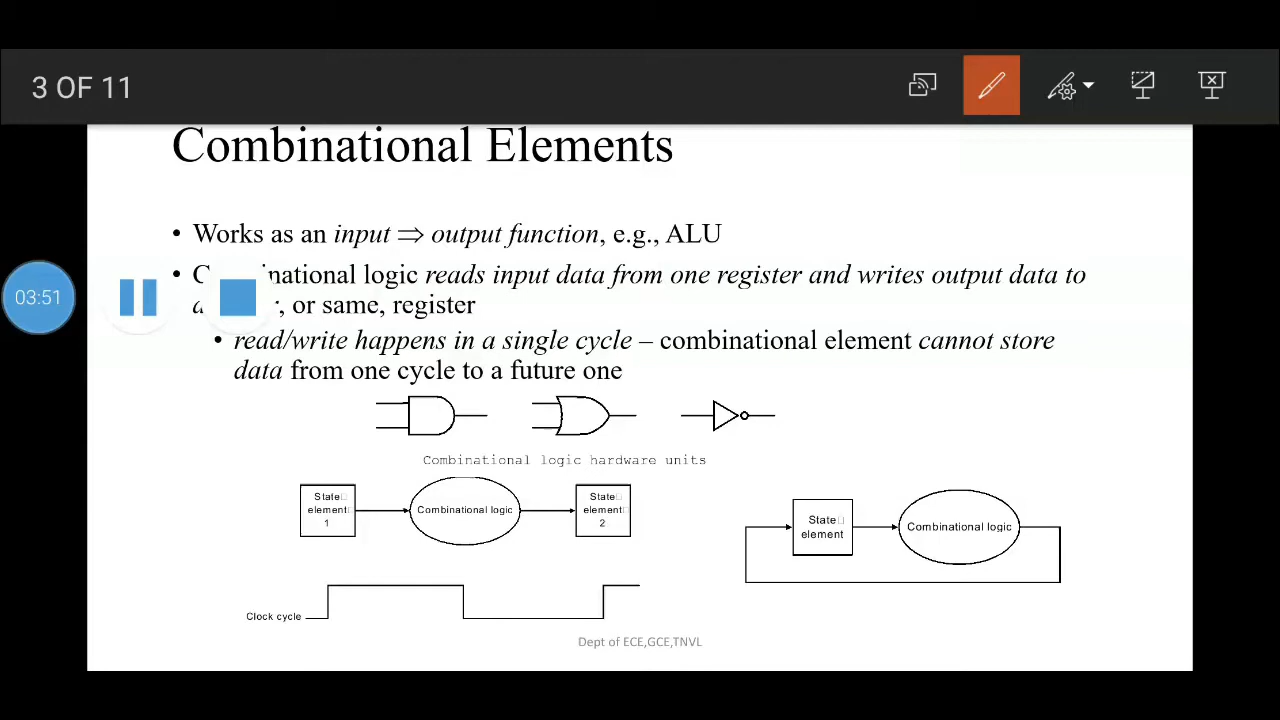 3 OF 11
Combinational Elements
• Works as an input ⇒ output function, e.g., ALU
• logic reads input data from one register and writes output data to
03:51
, or same, register
• read/write happens in a single cycle – combinational element cannot store
data from one cycle to a future one
Combinational logic hardware units
State
element
1
Combinational logic
State
element
2
State
element
Combinational logic
Clock cycle
Dept of ECE,GCE,TNVL